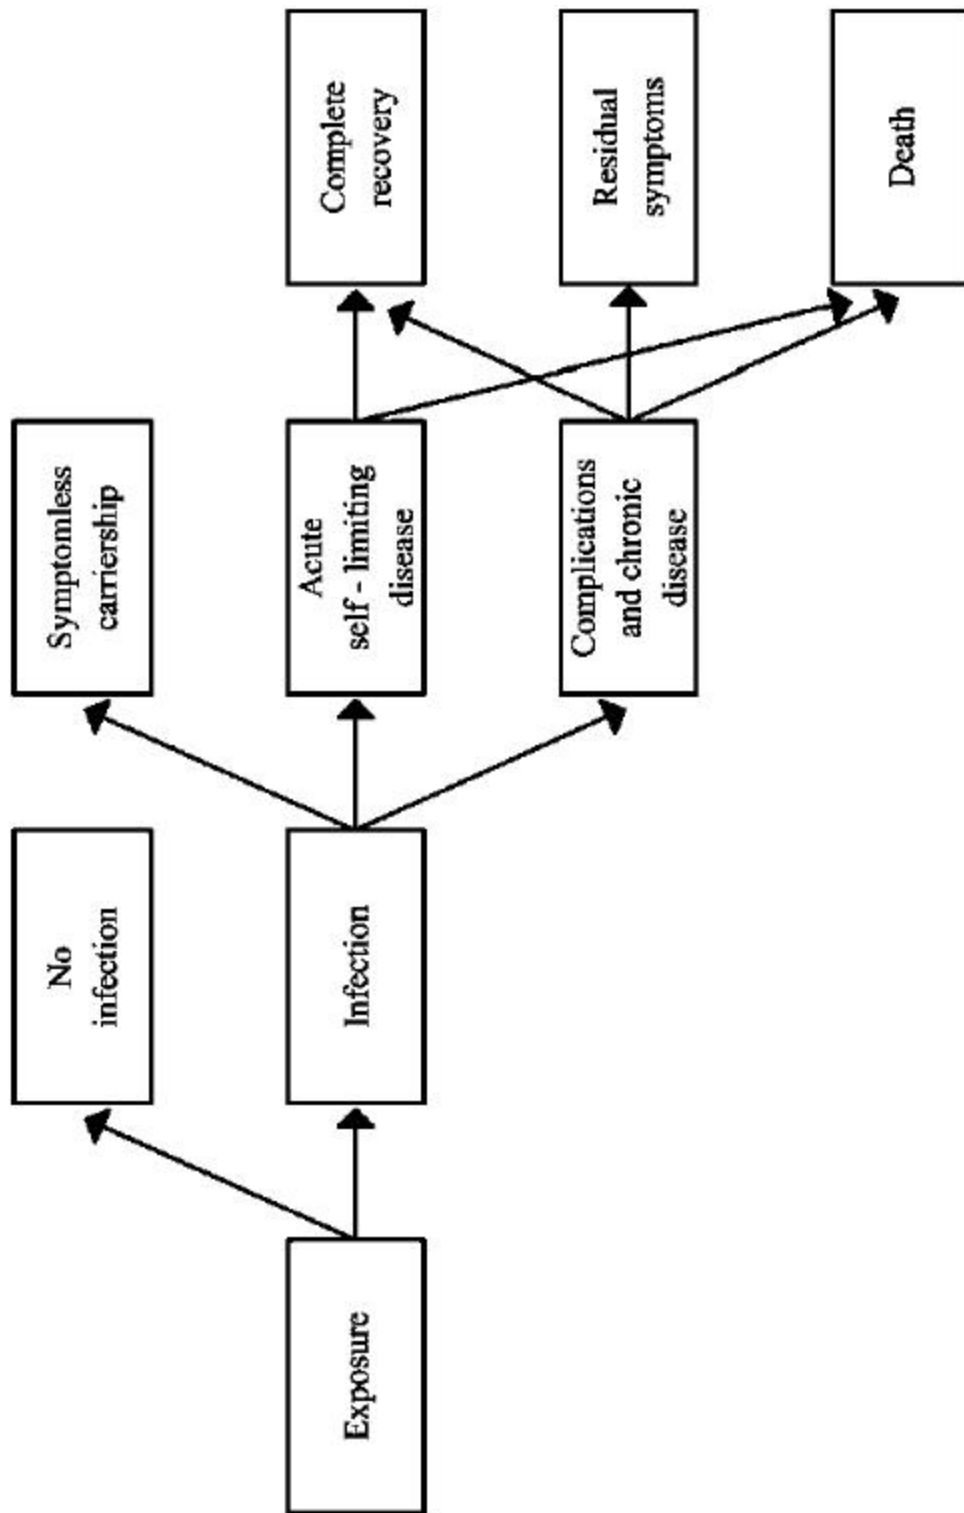 Exposure
No
infection
Infection
Symptomless
carriership
Acute
self - limiting
disease
Complications
and chronic
disease
Complete
recovery
Residual
symptoms
Death